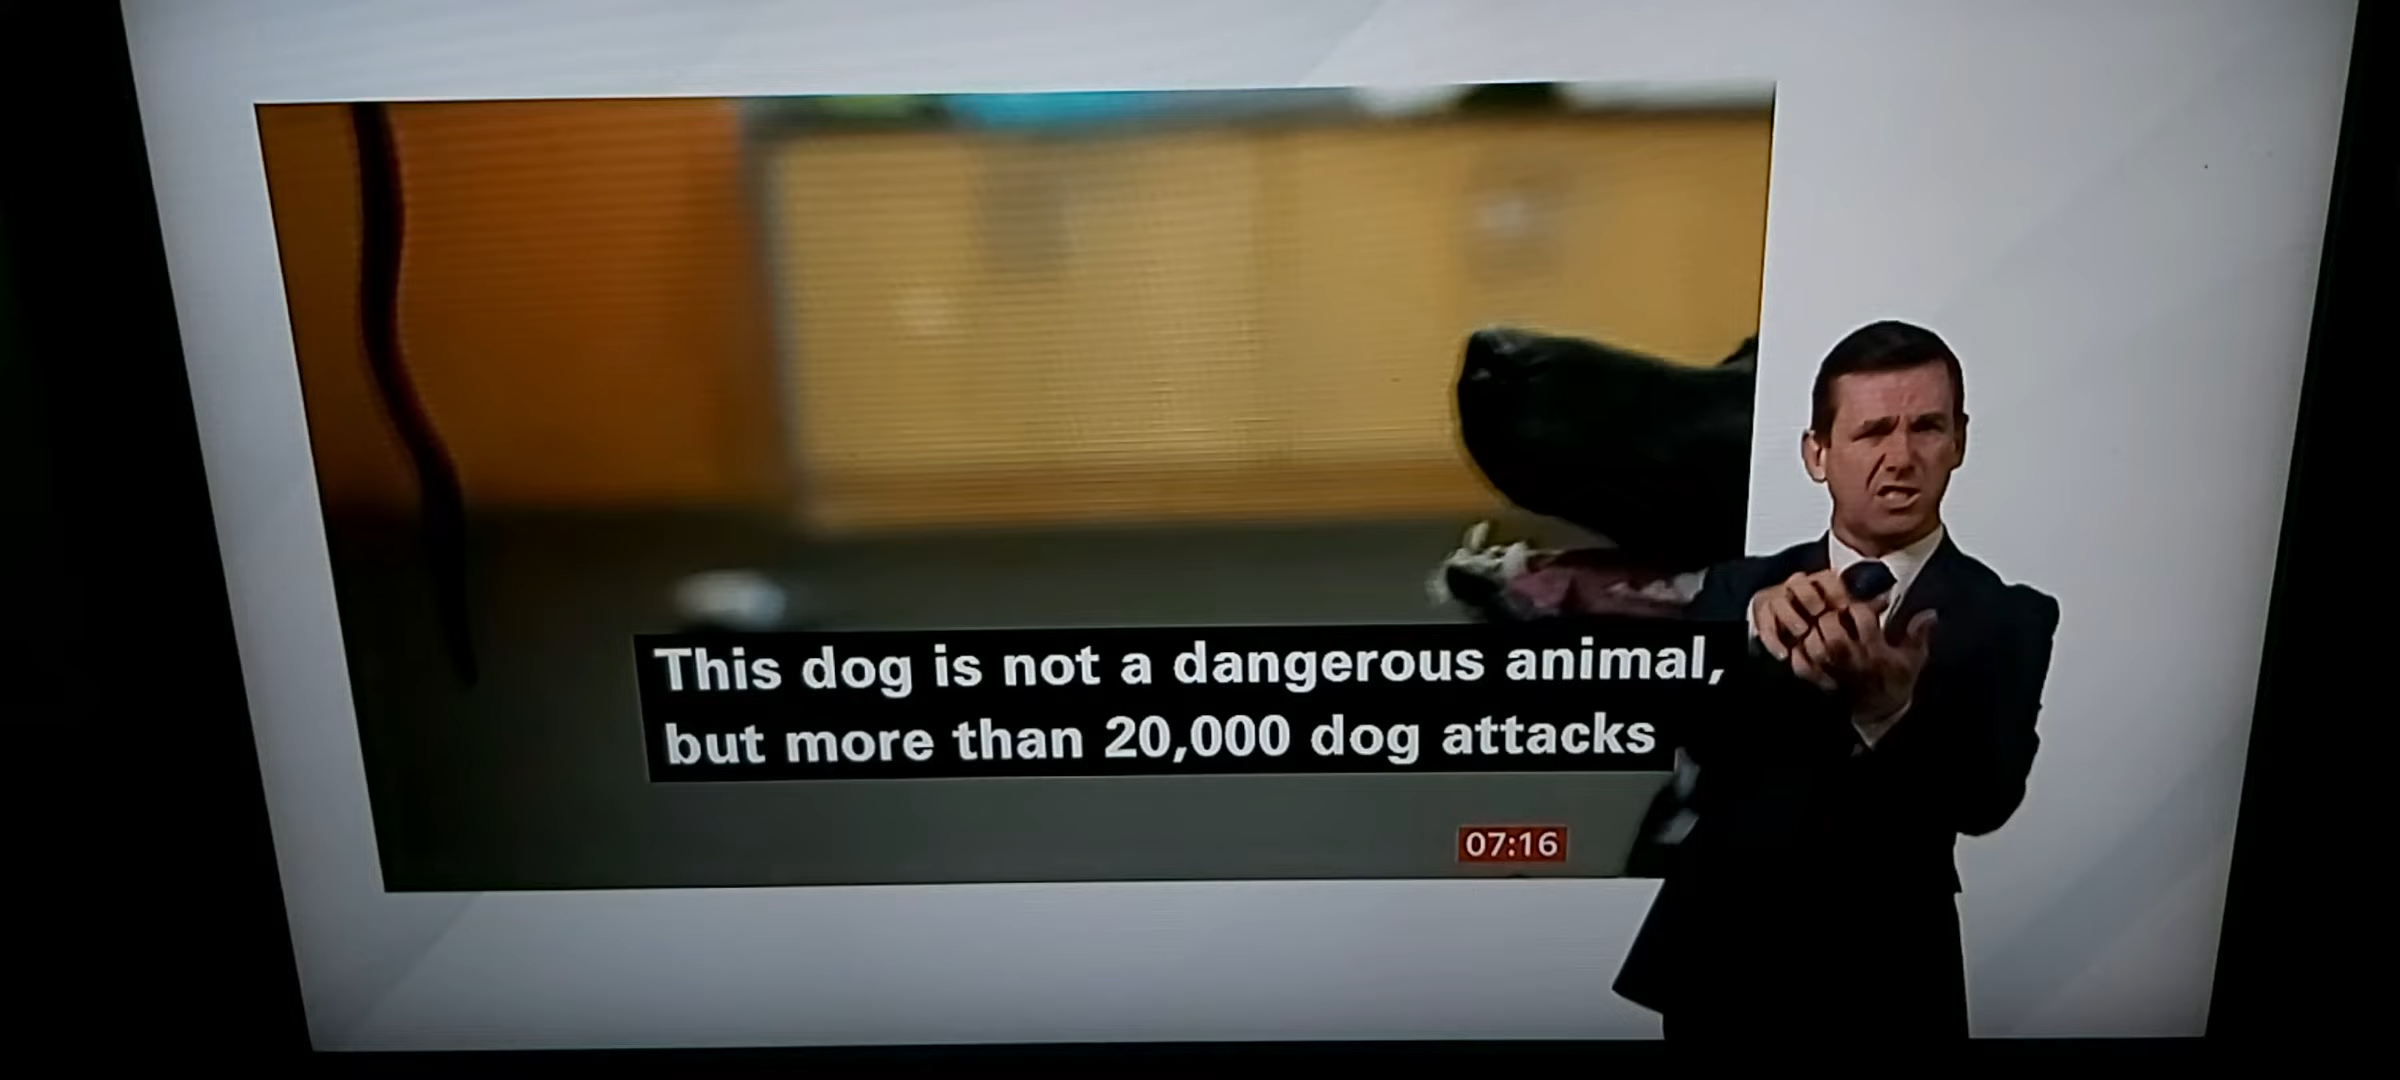 This dog is not a dangerous animal,
but more than 20,000 dog attacks
07:16